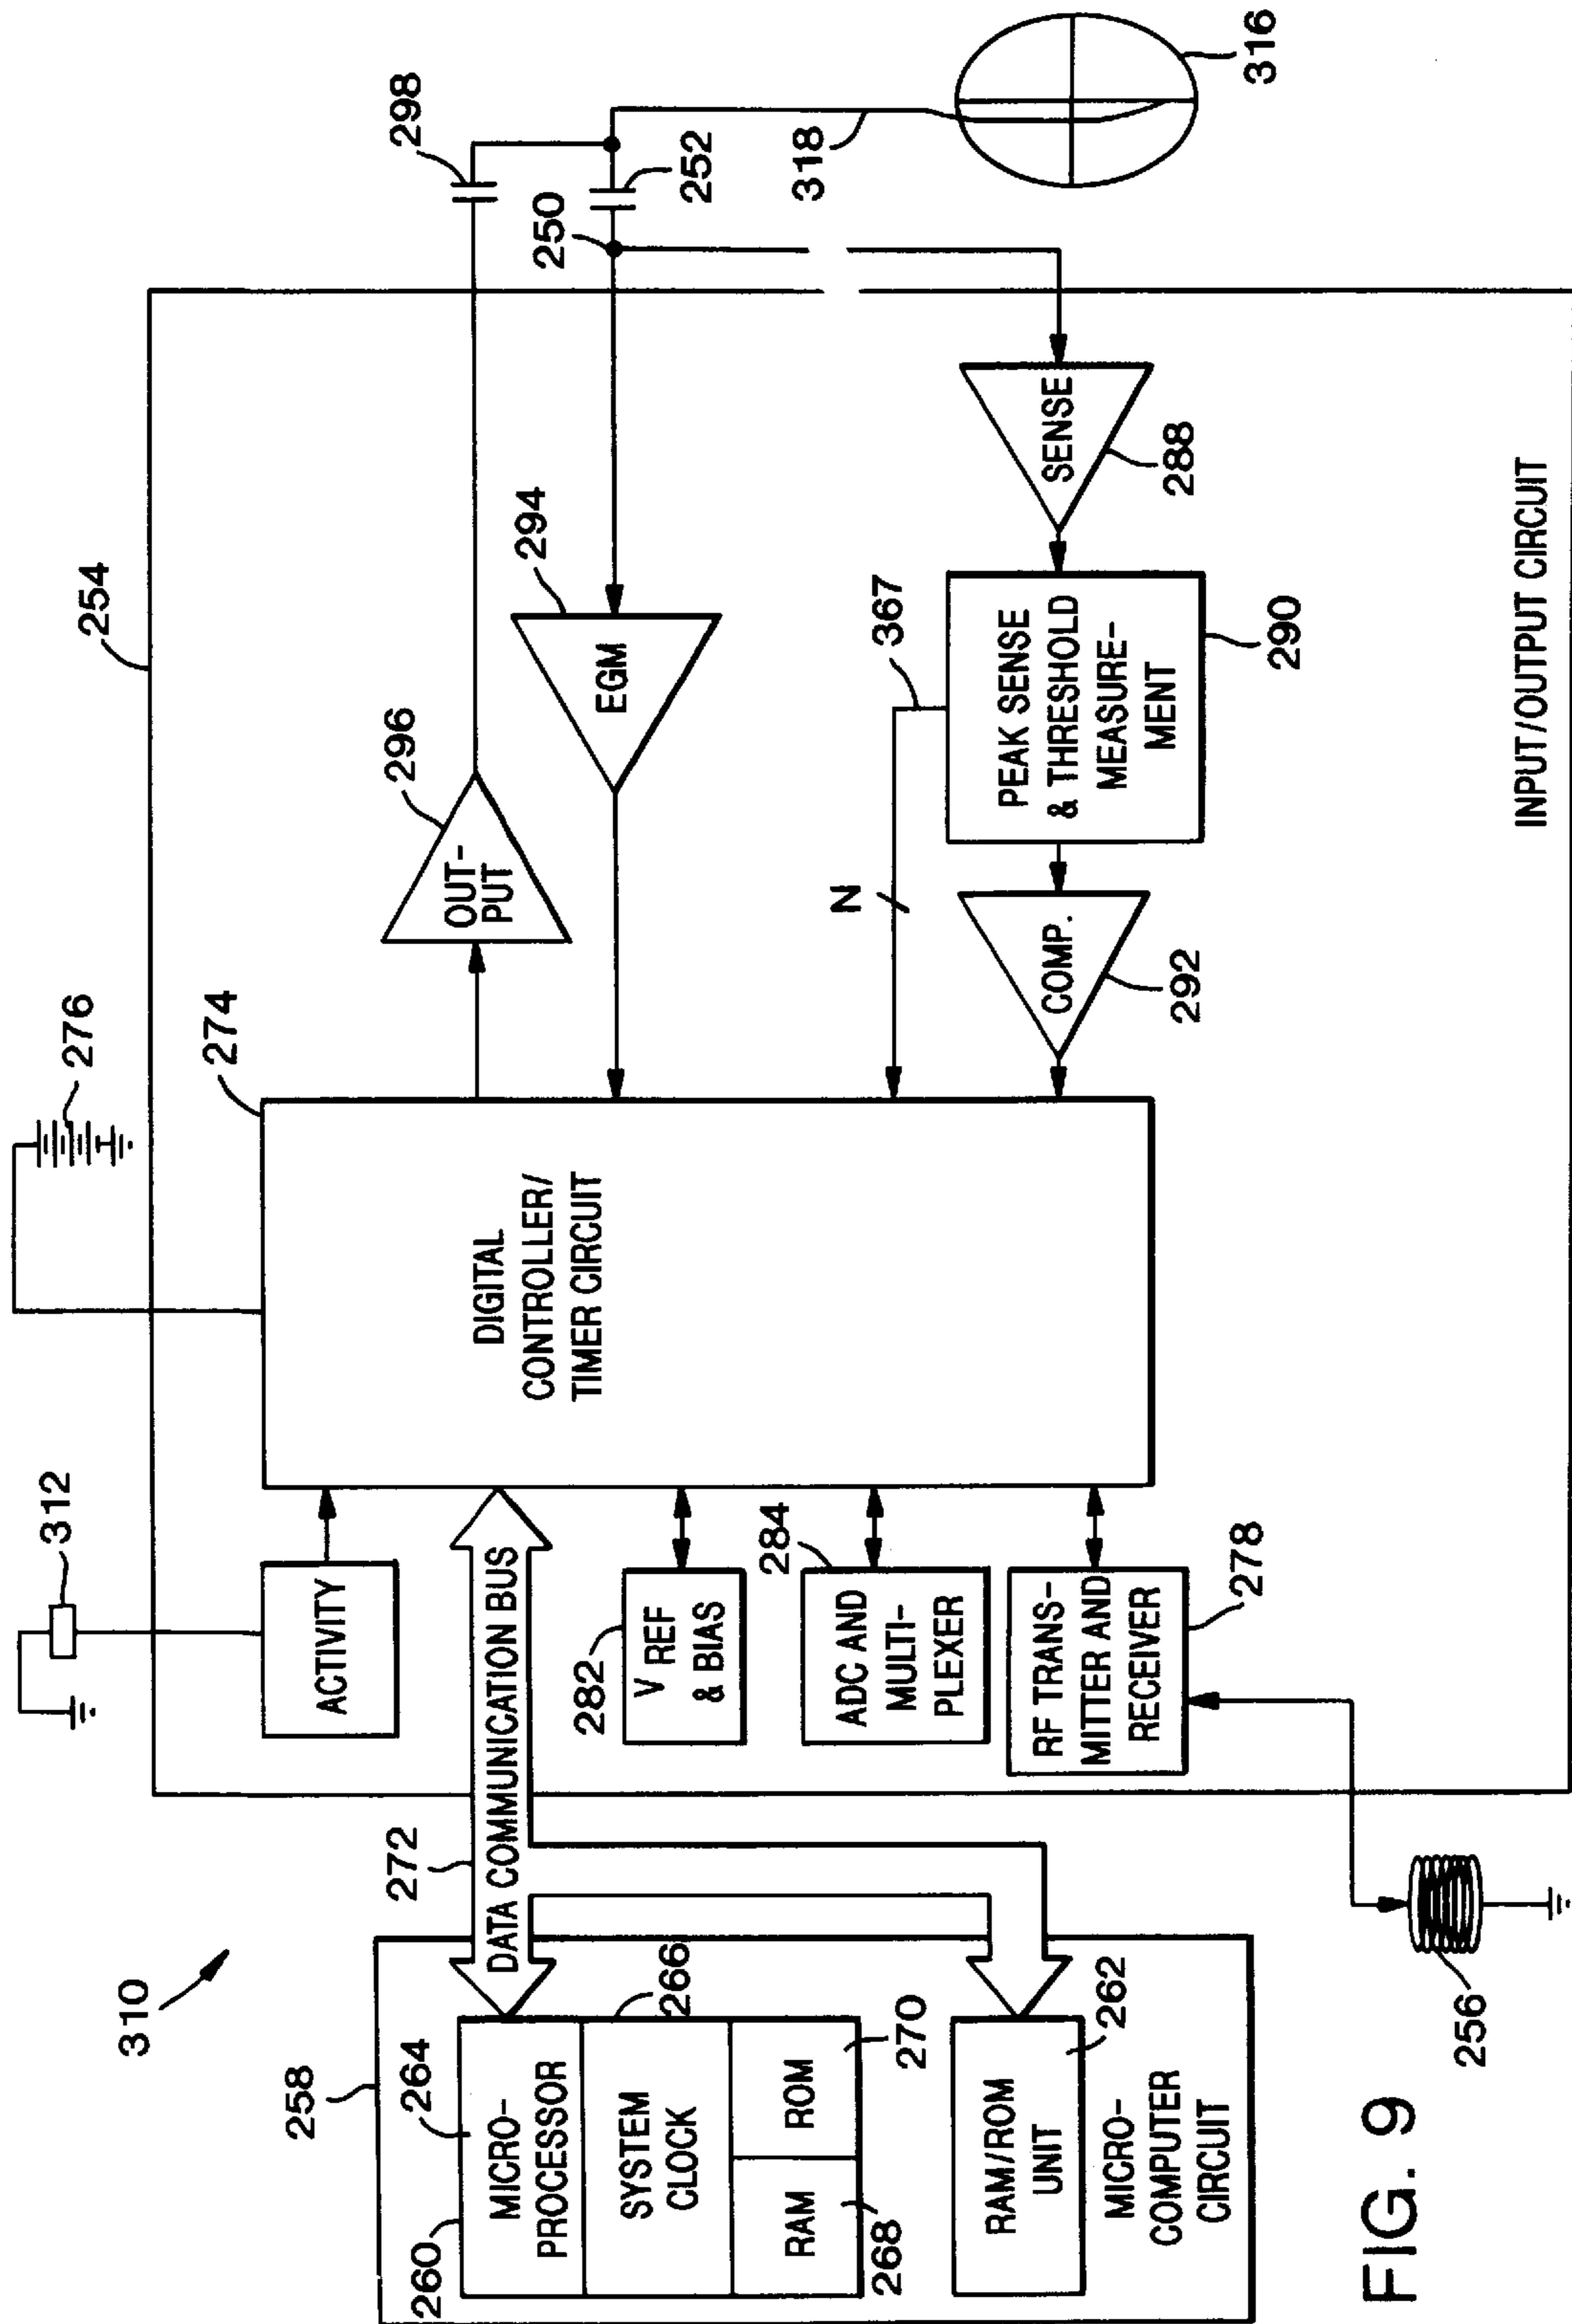 310
258
264
260
MICRO-
PROCESSOR
SYSTEM
CLOCK
266
RAM
ROM
268
270
RAM/ROM
UNIT
262
MICRO-
COMPUTER
CIRCUIT
272
DATA COMMUNICATION BUS
256
312
ACTIVITY
282
V REF
& BIAS
284
ADC AND
MULTI-
PLEXER
RF TRANS-
MITTER AND
RECEIVER
278
276
274
DIGITAL
CONTROLLER/
TIMER CIRCUIT
254
296
OUT-
PUT
294
EGM
N
367
COMP.
292
PEAK SENSE
& THRESHOLD
MEASURE-
MENT
290
SENSE
288
INPUT/OUTPUT CIRCUIT
298
250
252
318
316
FIG. 9